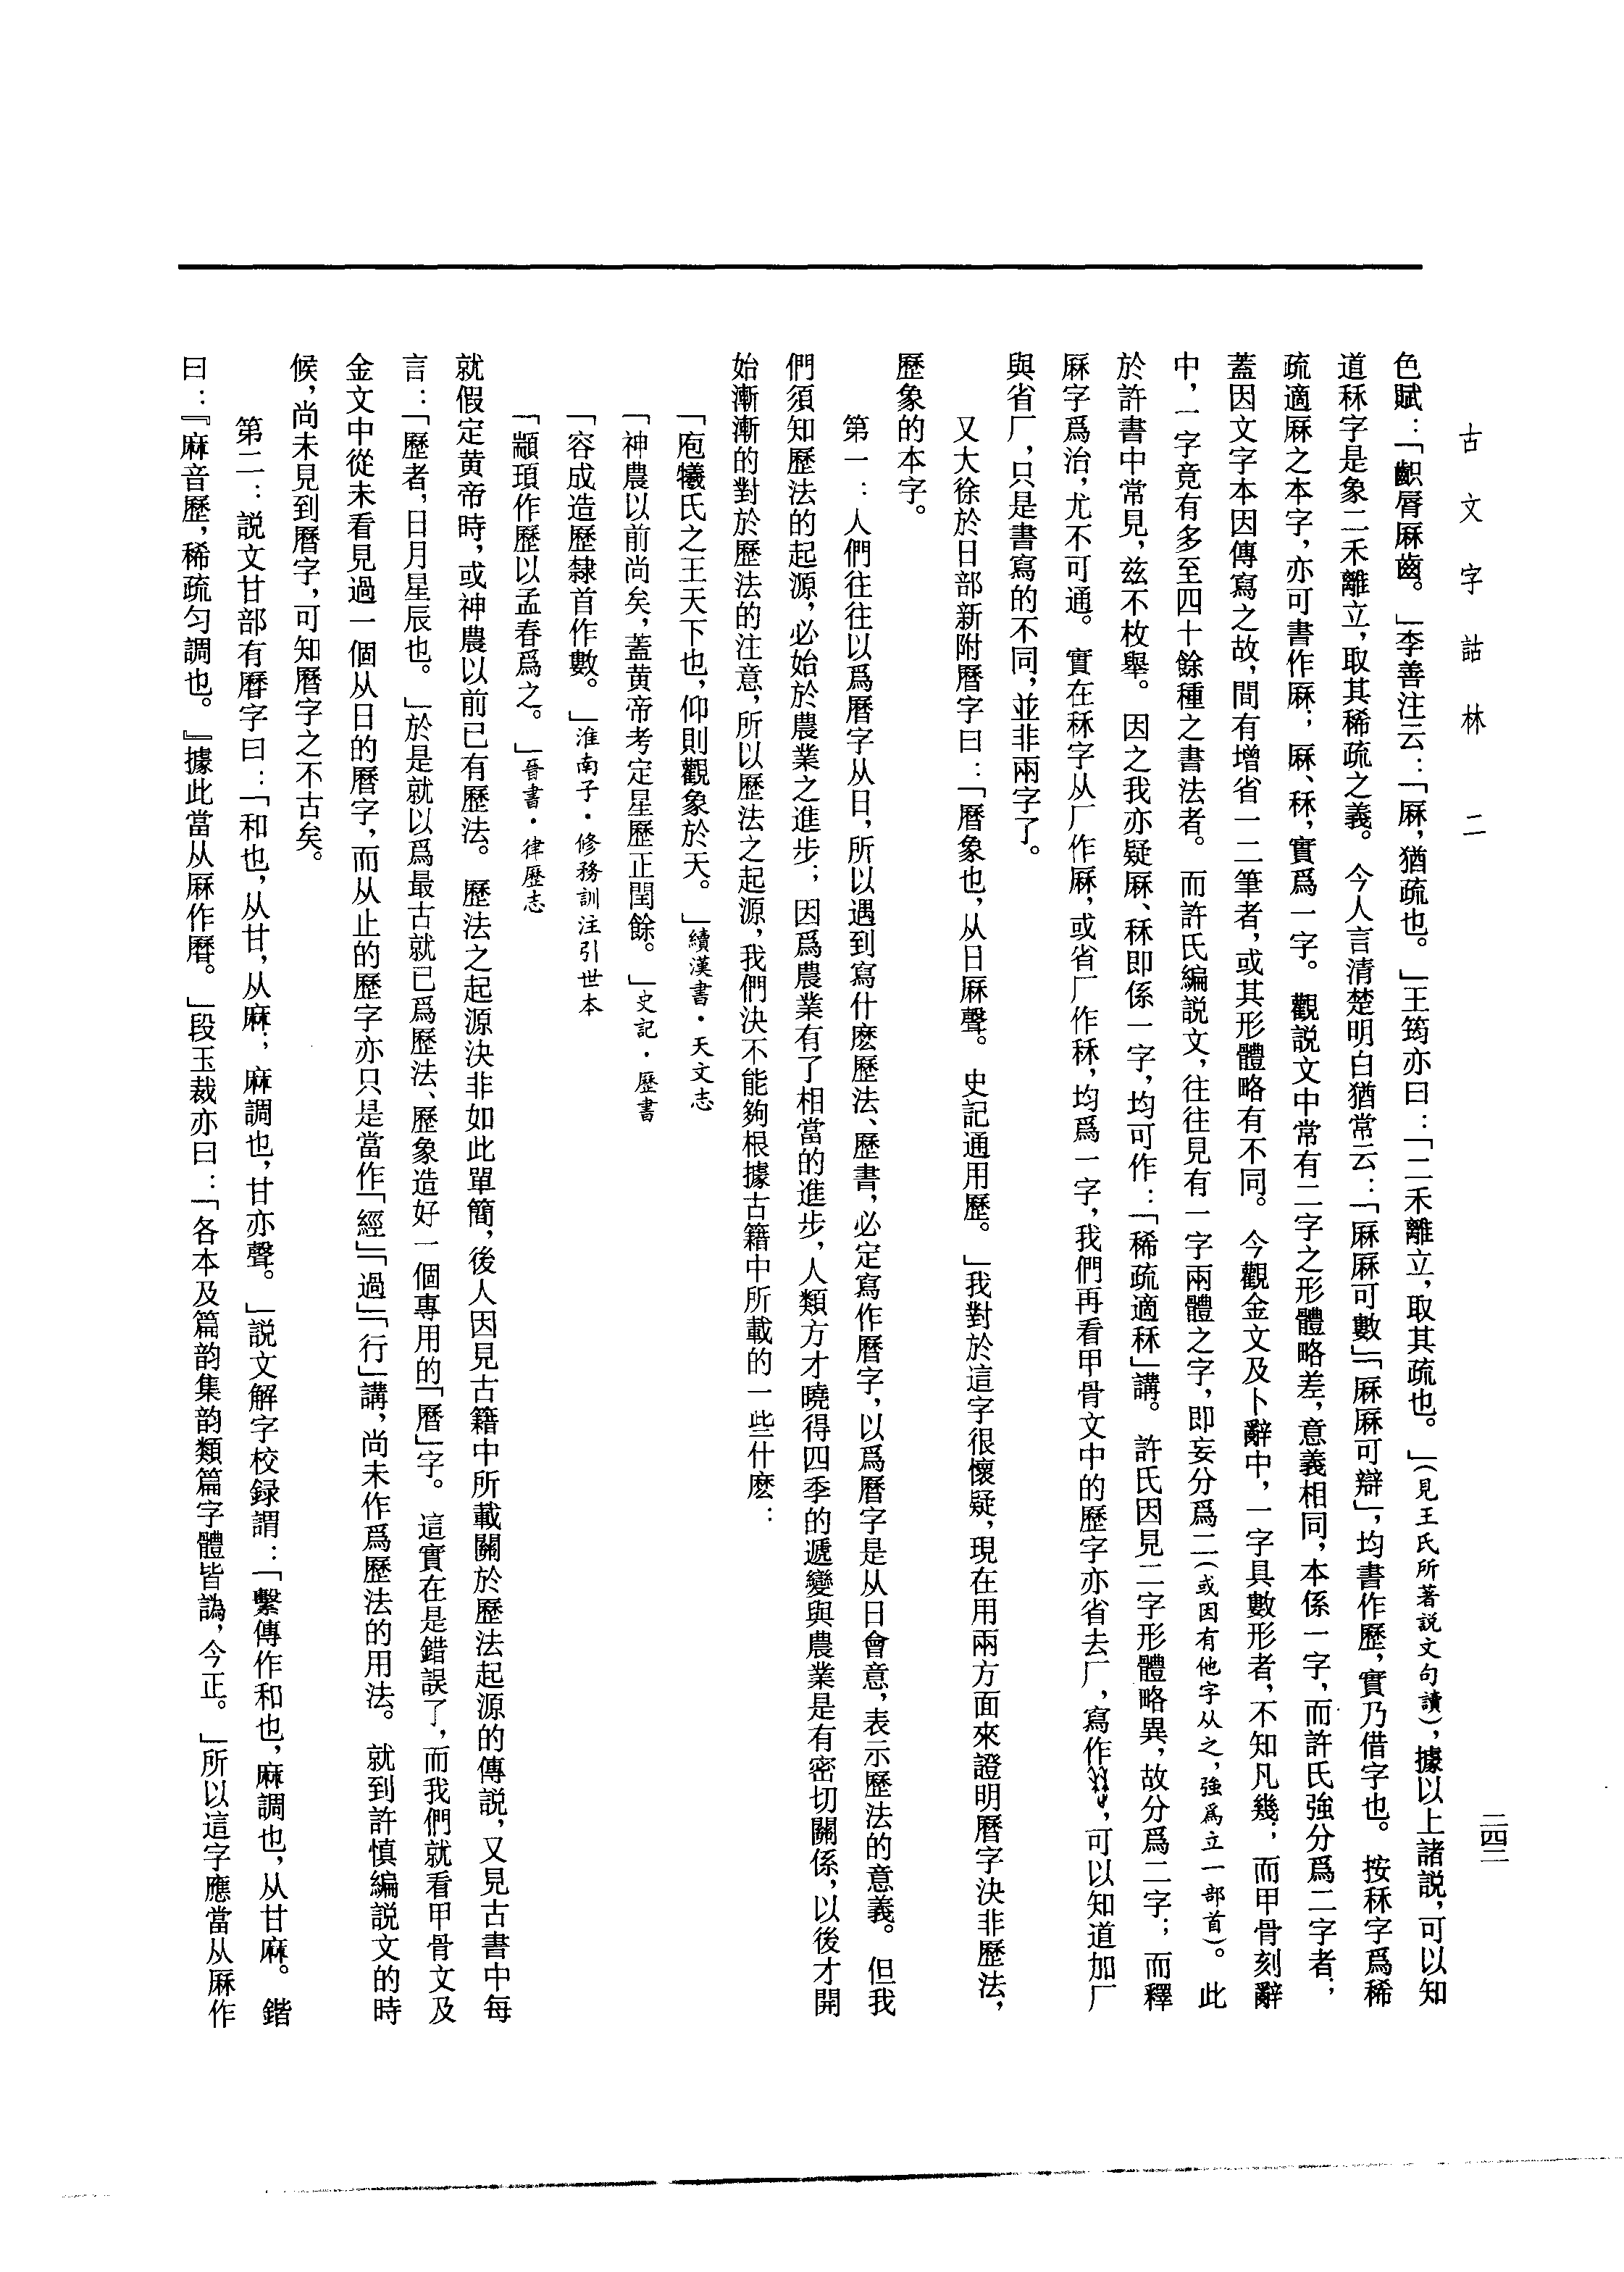 古文字詁林　二
二四二
色賦：「齞脣厤齒。」李善注云：「厤，猶疏也。」王筠亦曰：「二禾離立，取其疏也。」（見王氏所著説文句讀），據以上諸説，可以知
道秝字是象二禾離立，取其稀疏之義。今人言清楚明白猶常云：「厤厤可數」「厤厤可辯」，均書作歷，實乃借字也。按秝字爲稀
疏適厤之本字，亦可書作厤；厤、秝，實爲一字。觀説文中常有二字之形體略差，意義相同，本係一字，而許氏強分爲二字者，
蓋因文字本因傳寫之故，間有增省一二筆者，或其形體略有不同。今觀金文及卜辭中，一字具數形者，不知凡幾；而甲骨刻辭
中，一字竟有多至四十餘種之書法者。而許氏編説文，往往見有一字兩體之字，即妄分爲二（或因有他字从之，強爲立一部首）。此
於許書中常見，兹不枚舉。因之我亦疑厤、秝即係一字，均可作：「稀疏適秝」講。許氏因見二字形體略異，故分爲二字；而釋
厤字爲治，尤不可通。實在秝字从厂作厤，或省厂作秝，均爲一字，我們再看甲骨文中的歷字亦省去厂，寫作，可以知道加厂
與省厂，只是書寫的不同，並非兩字了。
又大徐於日部新附曆字曰：「曆象也，从日厤聲。史記通用歷。」我對於這字很懷疑，現在用兩方面來證明曆字決非歷法，
歷象的本字。
第一：人們往往以爲曆字从日，所以遇到寫什麽歷法、歷書，必定寫作曆字，以爲曆字是从日會意，表示歷法的意義。但我
們須知歷法的起源，必始於農業之進步；因爲農業有了相當的進步，人類方才曉得四季的遞變與農業是有密切關係，以後才開
始漸漸的對於歷法的注意，所以歷法之起源，我們決不能夠根據古籍中所載的一些什麽：
「庖犧氏之王天下也，仰則觀象於天。」續漢書·天文志
「神農以前尚矣，蓋黄帝考定星歷正閏餘。」史記·歷書
「容成造歷隸首作數。」淮南子·修務訓注引世本
「顓頊作歷以孟春爲之。」晉書·律歷志
就假定黄帝時，或神農以前已有歷法。歷法之起源決非如此單簡，後人因見古籍中所載關於歷法起源的傳説，又見古書中每
言：「歷者，日月星辰也。」於是就以爲最古就已爲歷法、歷象造好一個專用的「曆」字。這實在是錯誤了，而我們就看甲骨文及
金文中從未看見過一個从日的曆字，而从止的歷字亦只是當作「經」「過」「行」講，尚未作爲歷法的用法。就到許慎編説文的時
候，尚未見到曆字，可知曆字之不古矣。
第二：説文甘部有曆字曰：「和也，从甘，从麻；麻調也，甘亦聲。」説文解字校録謂：「繫傳作和也，麻調也，从甘麻。鍇
曰：『麻音歷，稀疏匀調也。』據此當从厤作曆。」段玉裁亦曰：「各本及篇韵集韵類篇字體皆譌，今正。」所以這字應當从厤作